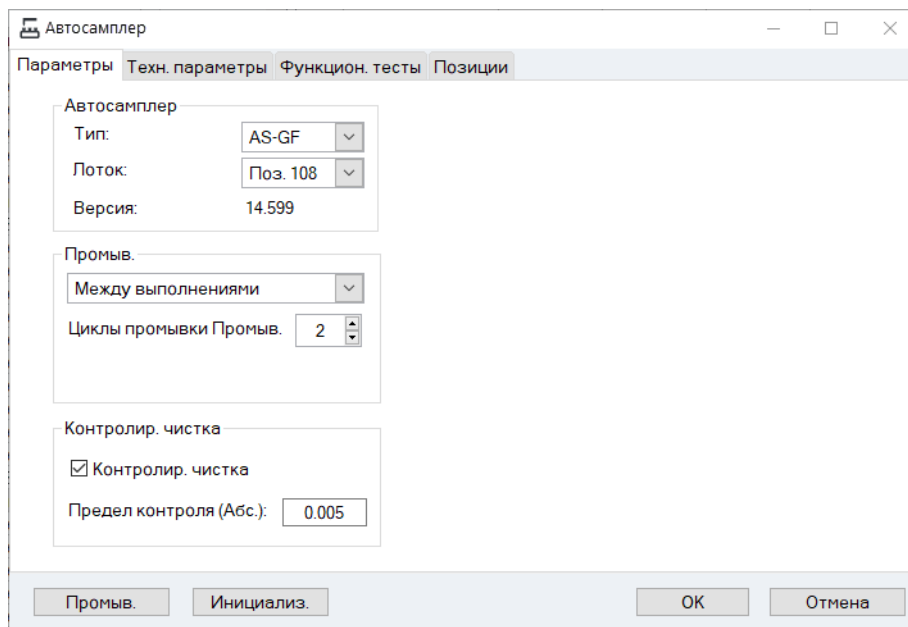 Автосамплер
Параметры Техн. параметры Функцион. тесты Позиции
Автосамплер
Тип: AS-GF
Лоток: Поз. 108
Версия: 14.599
Промыв.
Между выполнениями
Циклы промывки Промыв. 2
Контролир. чистка
Контролир. чистка
Предел контроля (Абс.): 0.005
Промыв. Инициализ. OK Отмена